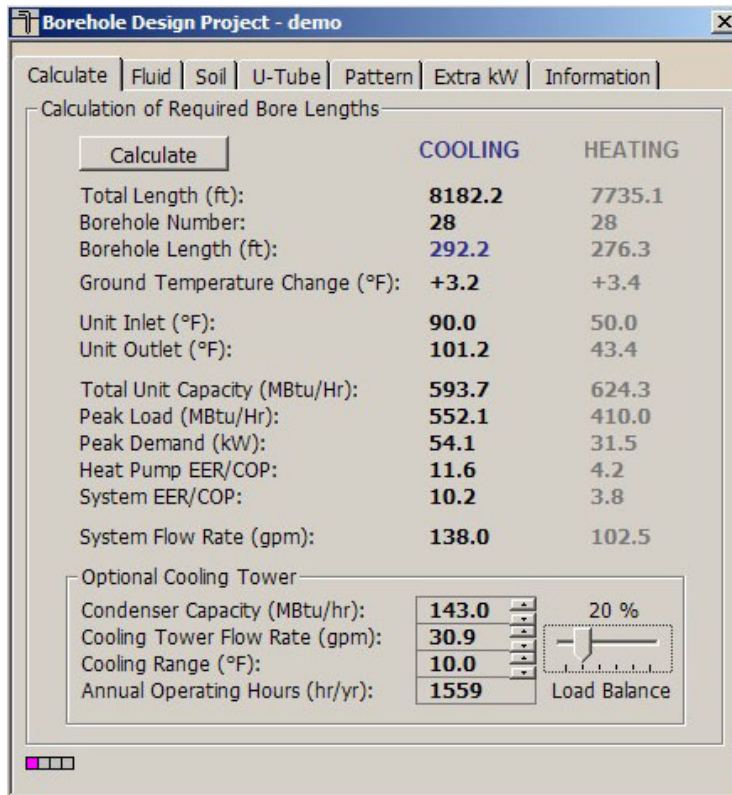 Borehole Design Project - demo
Calculate Fluid Soil U-Tube Pattern Extra kW Information
Calculation of Required Bore Lengths
Calculate COOLING HEATING
Total Length (ft): 8182.2 7735.1
Borehole Number: 28 28
Borehole Length (ft): 292.2 276.3
Ground Temperature Change (°F): +3.2 +3.4
Unit Inlet (°F): 90.0 50.0
Unit Outlet (°F): 101.2 43.4
Total Unit Capacity (MBtu/Hr): 593.7 624.3
Peak Load (MBtu/Hr): 552.1 410.0
Peak Demand (kW): 54.1 31.5
Heat Pump EER/COP: 11.6 4.2
System EER/COP: 10.2 3.8
System Flow Rate (gpm): 138.0 102.5
Optional Cooling Tower
Condenser Capacity (MBtu/hr): 143.0 20 %
Cooling Tower Flow Rate (gpm): 30.9
Cooling Range (°F): 10.0
Annual Operating Hours (hr/yr): 1559 Load Balance